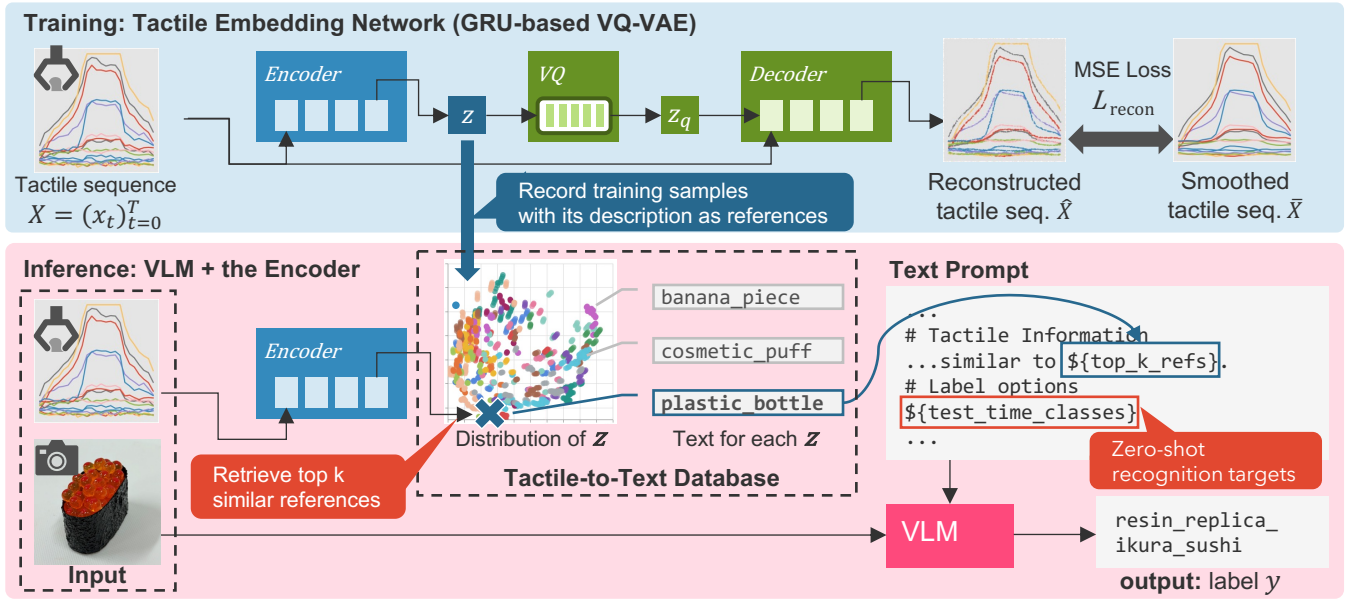 Training: Tactile Embedding Network (GRU-based VQ-VAE)
Encoder
VQ
Decoder
z
z_q
MSE Loss
L_recon
Tactile sequence
X = (x_t)_{t=0}^T
Record training samples
with its description as references
Reconstructed
tactile seq. X̂
Smoothed
tactile seq. X̄
Inference: VLM + the Encoder
Encoder
banana_piece
cosmetic_puff
plastic_bottle
Distribution of z
Text for each z
Tactile-to-Text Database
Retrieve top k
similar references
Input
Text Prompt
...
# Tactile Information
...similar to ${top_k_refs}.
# Label options
${test_time_classes}
...
Zero-shot
recognition targets
VLM
resin_replica_
ikura_sushi
output: label y